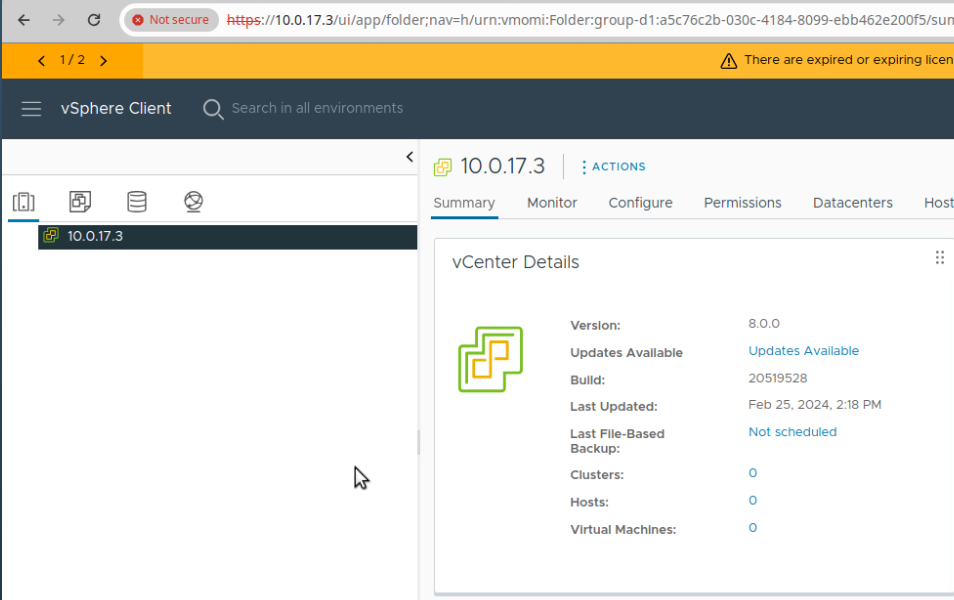 Not secure https://10.0.17.3/ui/app/folder;nav=h/urn:vmomi:Folder:group-d1:a5c76c2b-030c-4184-8099-ebb462e200f5/sum
1 / 2 There are expired or expiring licen
vSphere Client Search in all environments
10.0.17.3 ACTIONS
Summary Monitor Configure Permissions Datacenters Host
10.0.17.3
vCenter Details
Version: 8.0.0
Updates Available Updates Available
Build: 20519528
Last Updated: Feb 25, 2024, 2:18 PM
Last File-Based Not scheduled
Backup:
Clusters: 0
Hosts: 0
Virtual Machines: 0